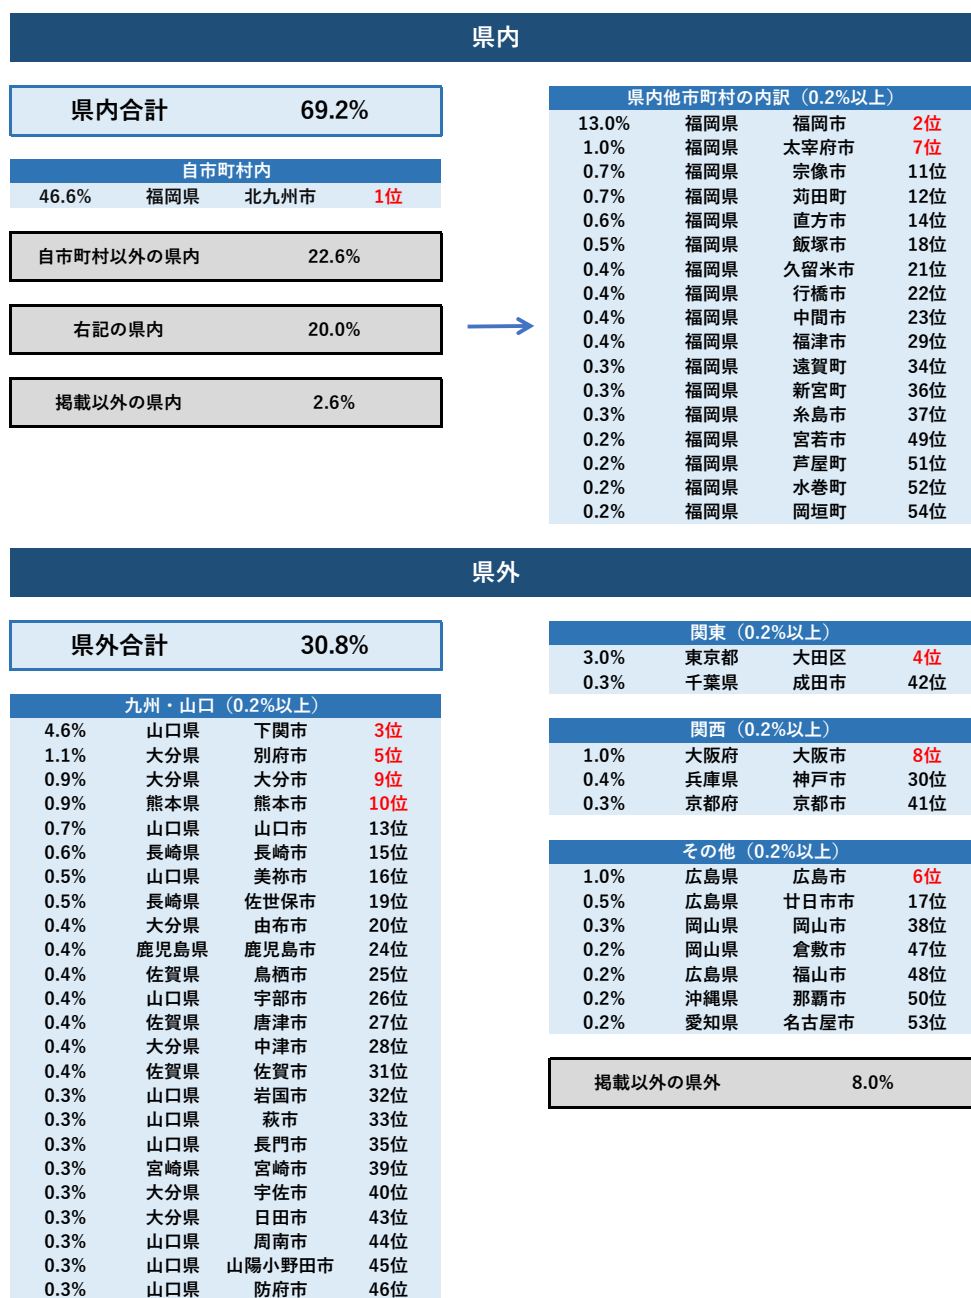 県内
県内合計 69.2%
自市町村内
46.6% 福岡県 北九州市 1位
自市町村以外の県内 22.6%
右記の県内 20.0%
掲載以外の県内 2.6%
県内他市町村の内訳（0.2%以上）
13.0% 福岡県 福岡市 2位
1.0% 福岡県 太宰府市 7位
0.7% 福岡県 宗像市 11位
0.7% 福岡県 苅田町 12位
0.6% 福岡県 直方市 14位
0.5% 福岡県 飯塚市 18位
0.4% 福岡県 久留米市 21位
0.4% 福岡県 行橋市 22位
0.4% 福岡県 中間市 23位
0.4% 福岡県 福津市 29位
0.3% 福岡県 遠賀町 34位
0.3% 福岡県 新宮町 36位
0.3% 福岡県 糸島市 37位
0.2% 福岡県 宮若市 49位
0.2% 福岡県 芦屋町 51位
0.2% 福岡県 水巻町 52位
0.2% 福岡県 岡垣町 54位
県外
県外合計 30.8%
九州・山口（0.2%以上）
4.6% 山口県 下関市 3位
1.1% 大分県 別府市 5位
0.9% 大分県 大分市 9位
0.9% 熊本県 熊本市 10位
0.7% 山口県 山口市 13位
0.6% 長崎県 長崎市 15位
0.5% 山口県 美祢市 16位
0.5% 長崎県 佐世保市 19位
0.4% 大分県 由布市 20位
0.4% 鹿児島県 鹿児島市 24位
0.4% 佐賀県 鳥栖市 25位
0.4% 山口県 宇部市 26位
0.4% 佐賀県 唐津市 27位
0.4% 大分県 中津市 28位
0.4% 佐賀県 佐賀市 31位
0.3% 山口県 岩国市 32位
0.3% 山口県 萩市 33位
0.3% 山口県 長門市 35位
0.3% 宮崎県 宮崎市 39位
0.3% 大分県 宇佐市 40位
0.3% 大分県 日田市 43位
0.3% 山口県 周南市 44位
0.3% 山口県 山陽小野田市 45位
0.3% 山口県 防府市 46位
関東（0.2%以上）
3.0% 東京都 大田区 4位
0.3% 千葉県 成田市 42位
関西（0.2%以上）
1.0% 大阪府 大阪市 8位
0.4% 兵庫県 神戸市 30位
0.3% 京都府 京都市 41位
その他（0.2%以上）
1.0% 広島県 広島市 6位
0.5% 広島県 廿日市市 17位
0.3% 岡山県 岡山市 38位
0.2% 岡山県 倉敷市 47位
0.2% 広島県 福山市 48位
0.2% 沖縄県 那覇市 50位
0.2% 愛知県 名古屋市 53位
掲載以外の県外 8.0%